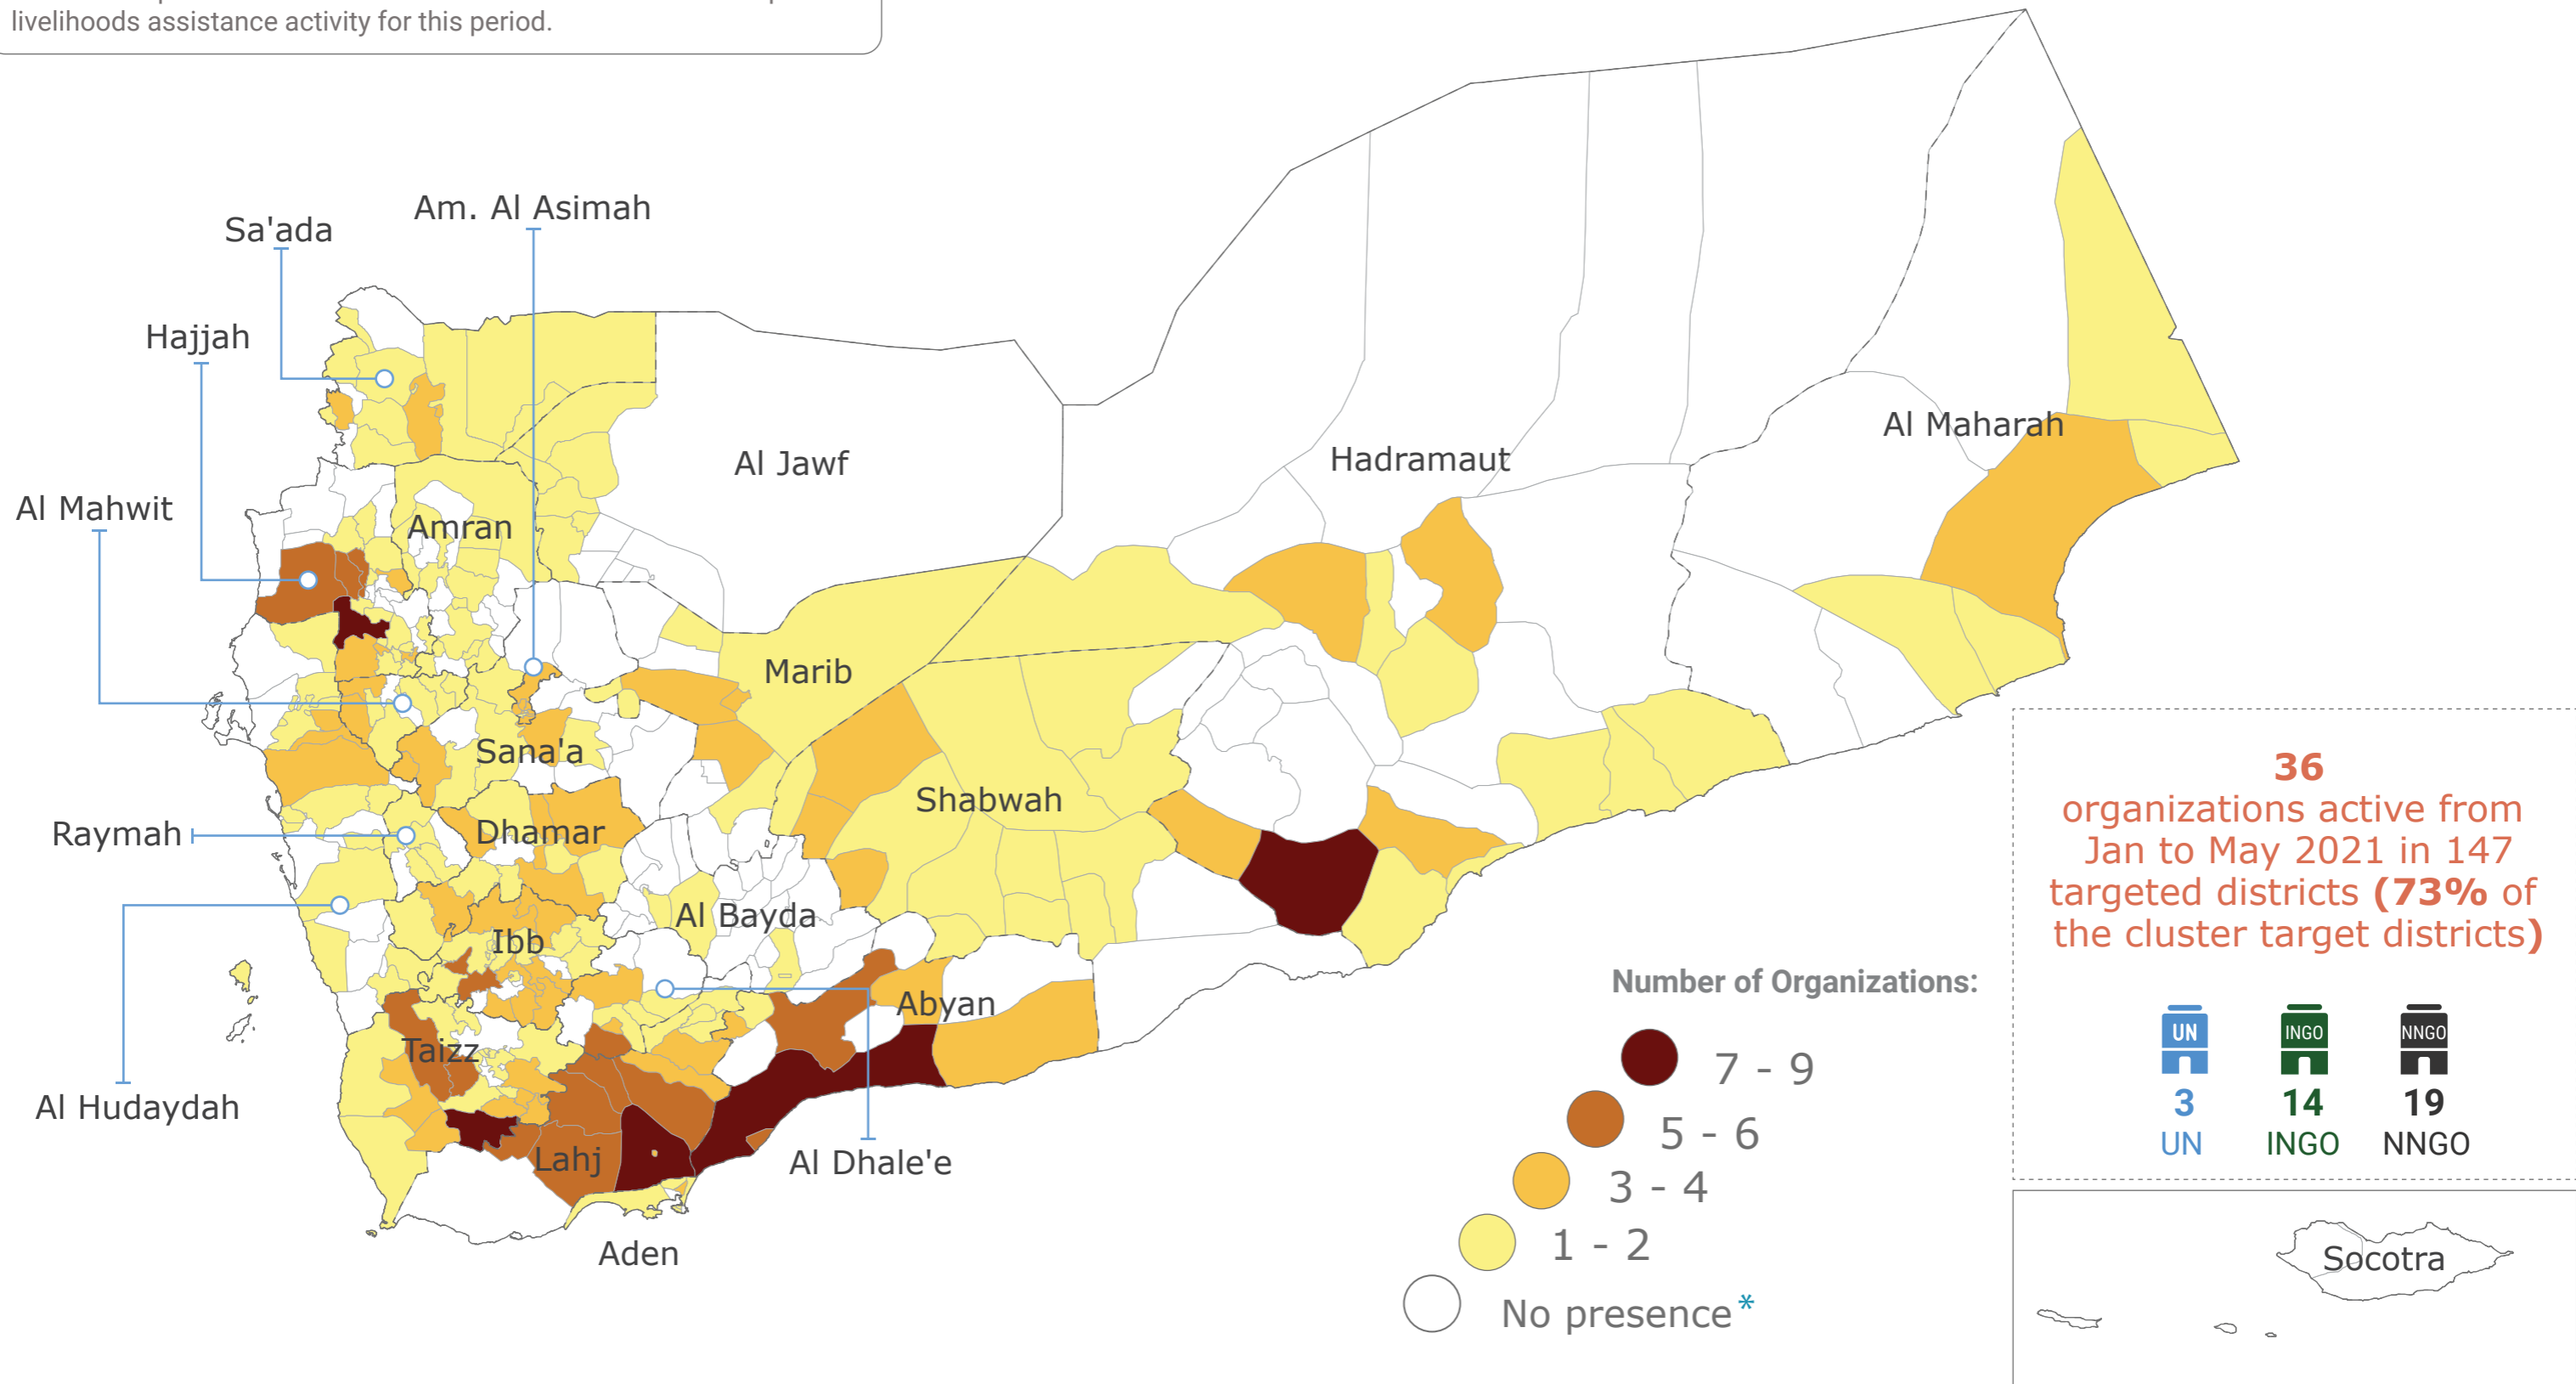 livelihoods assistance activity for this period.
Am. Al Asimah
Sa'ada
Hajjah
Al Mahwit
Amran
Al Jawf
Hadramaut
Al Maharah
Marib
Sana'a
Shabwah
Raymah
Dhamar
Al Bayda
Ibb
Abyan
Taizz
Al Hudaydah
Lahj
Al Dhale'e
Aden
Number of Organizations:
7 - 9
5 - 6
3 - 4
1 - 2
No presence*
36
organizations active from
Jan to May 2021 in 147
targeted districts (73% of
the cluster target districts)
UN
INGO
NNGO
3
14
19
UN
INGO
NNGO
Socotra